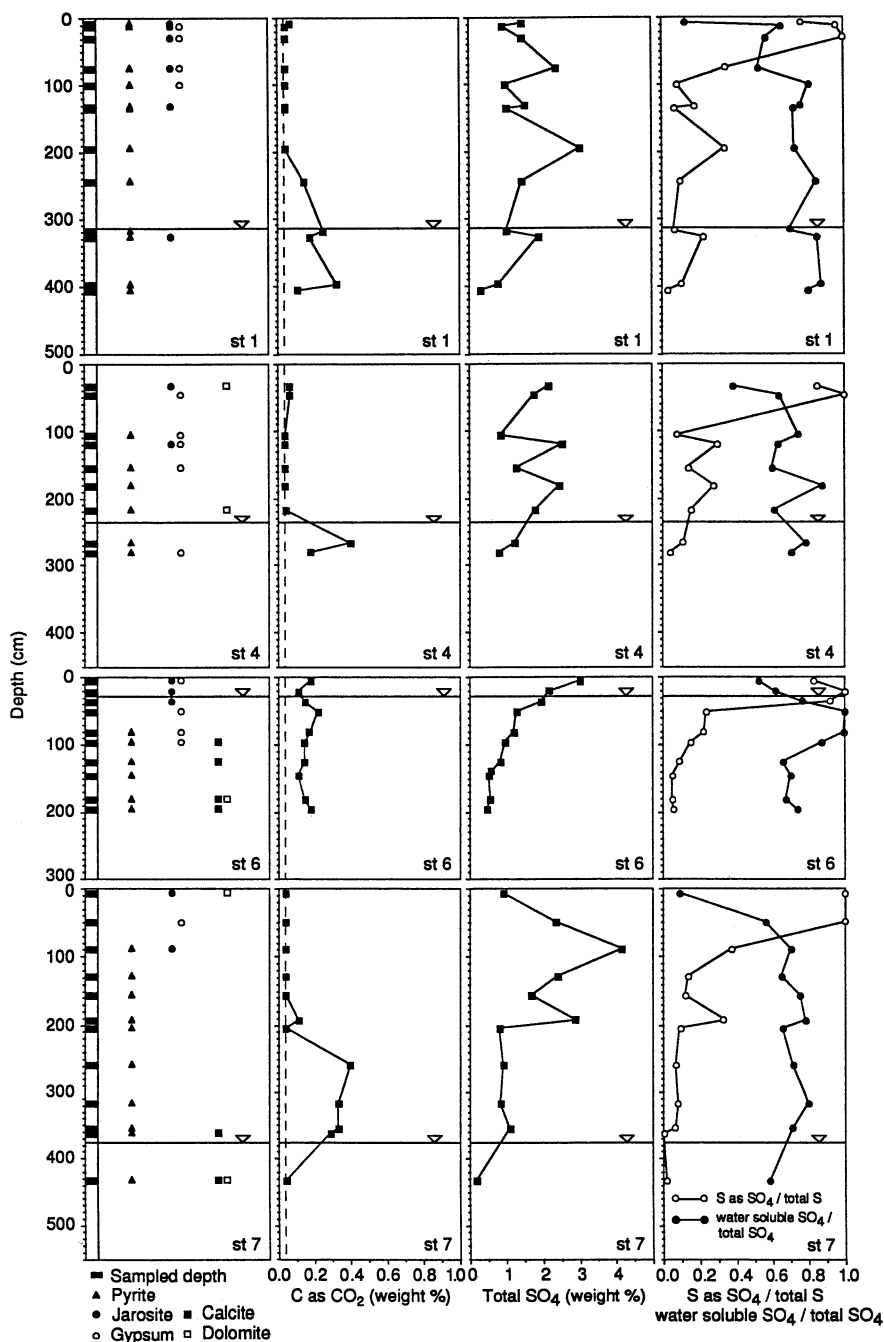 0
100
200
300
400
500
st 1
st 1
st 1
st 1
0
100
200
300
400
st 4
st 4
st 4
st 4
Depth (cm)
0
100
200
300
st 6
st 6
st 6
st 6
0
100
200
300
400
500
S as SO4 / total S
water soluble SO4 /
total SO4
st 7
st 7
st 7
st 7
0.0 0.2 0.4 0.6 0.8 1.0
0 1 2 3 4 5
0.0 0.2 0.4 0.6 0.8 1.0
C as CO2 (weight %)
Total SO4 (weight %)
S as SO4 / total S
water soluble SO4 / total SO4
Sampled depth
Pyrite
Jarosite Calcite
Gypsum Dolomite